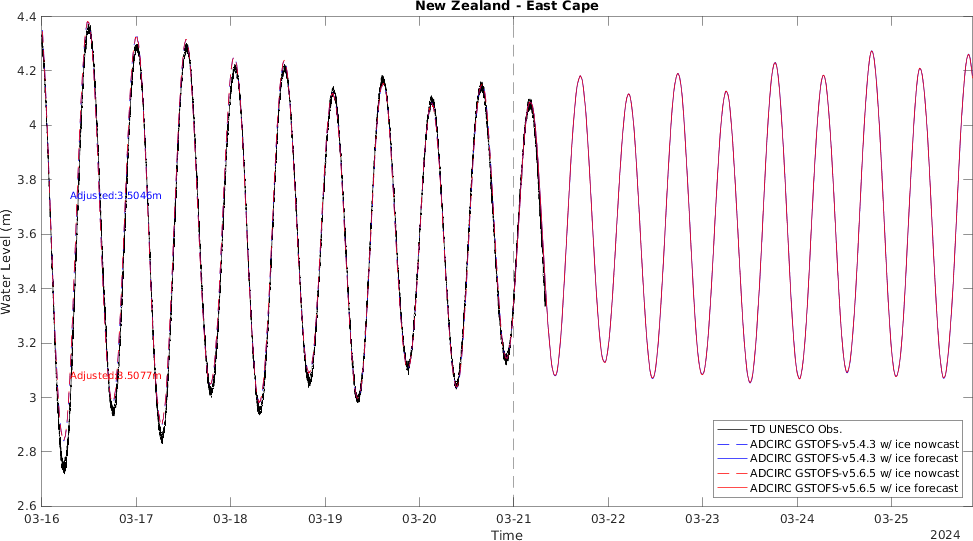 New Zealand - East Cape
4.4
4.2
4
3.8
3.6
3.4
3.2
3
2.8
2.6
Water Level (m)
Adjusted:3.5046m
Adjusted:3.5077m
TD UNESCO Obs.
ADCIRC GSTOFS-v5.4.3 w/ ice nowcast
ADCIRC GSTOFS-v5.4.3 w/ ice forecast
ADCIRC GSTOFS-v5.6.5 w/ ice nowcast
ADCIRC GSTOFS-v5.6.5 w/ ice forecast
03-16 03-17 03-18 03-19 03-20 03-21 03-22 03-23 03-24 03-25
Time
2024